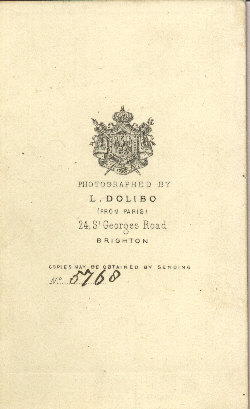 PHOTOGRAPHED BY
L. DOLIBO
(FROM PARIS)
24, St Georges Road
BRIGHTON
COPIES MAY BE OBTAINED BY SENDING
No. 5768